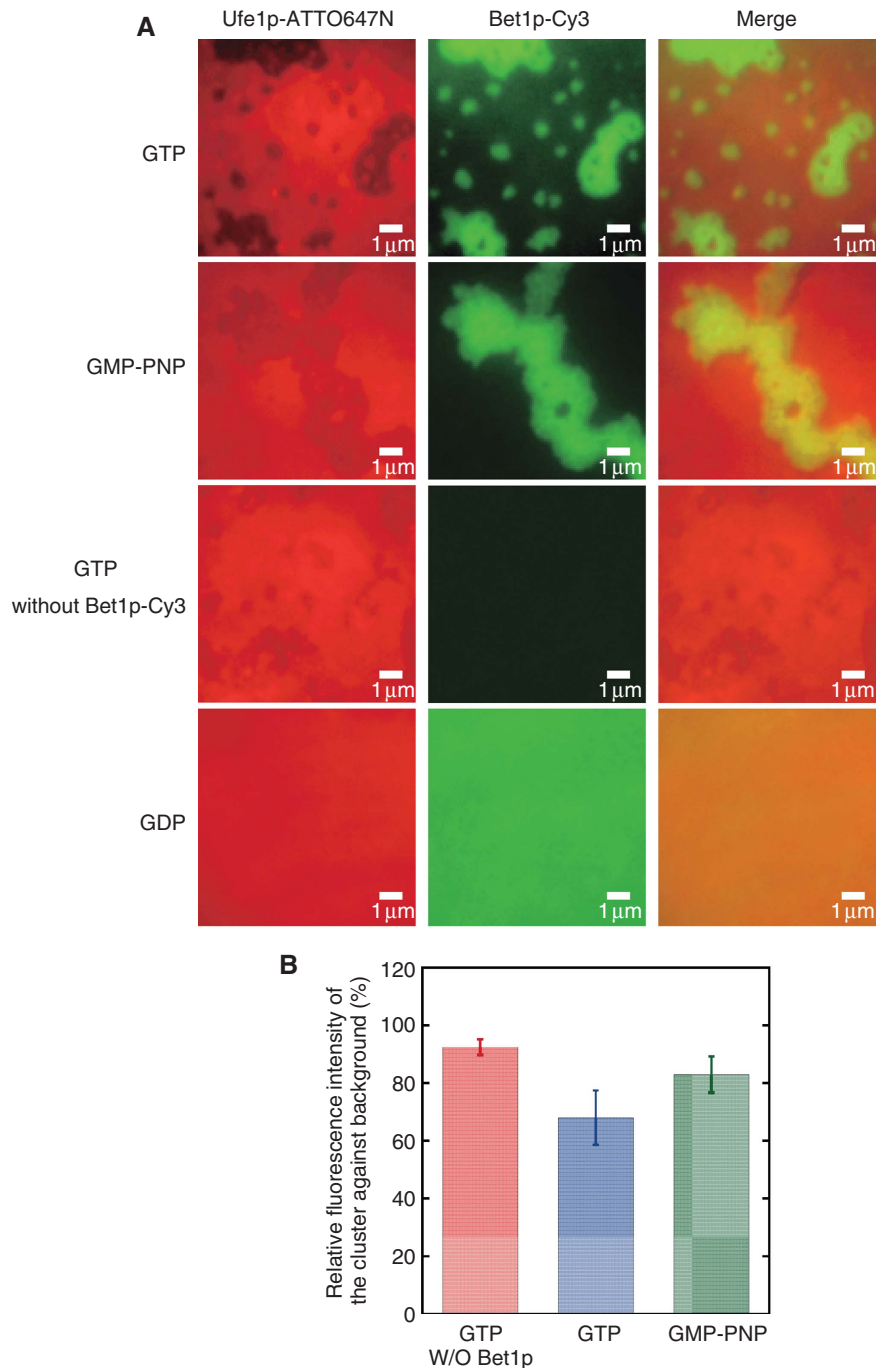 A
Ufe1p-ATTO647N Bet1p-Cy3 Merge
GTP
1 μm 1 μm 1 μm
GMP-PNP
1 μm 1 μm 1 μm
GTP
without Bet1p-Cy3
1 μm 1 μm 1 μm
GDP
1 μm 1 μm 1 μm
B
Relative fluorescence intensity of
the cluster against background (%)
120
100
80
60
40
20
0
GTP
W/O Bet1p
GTP
GMP-PNP